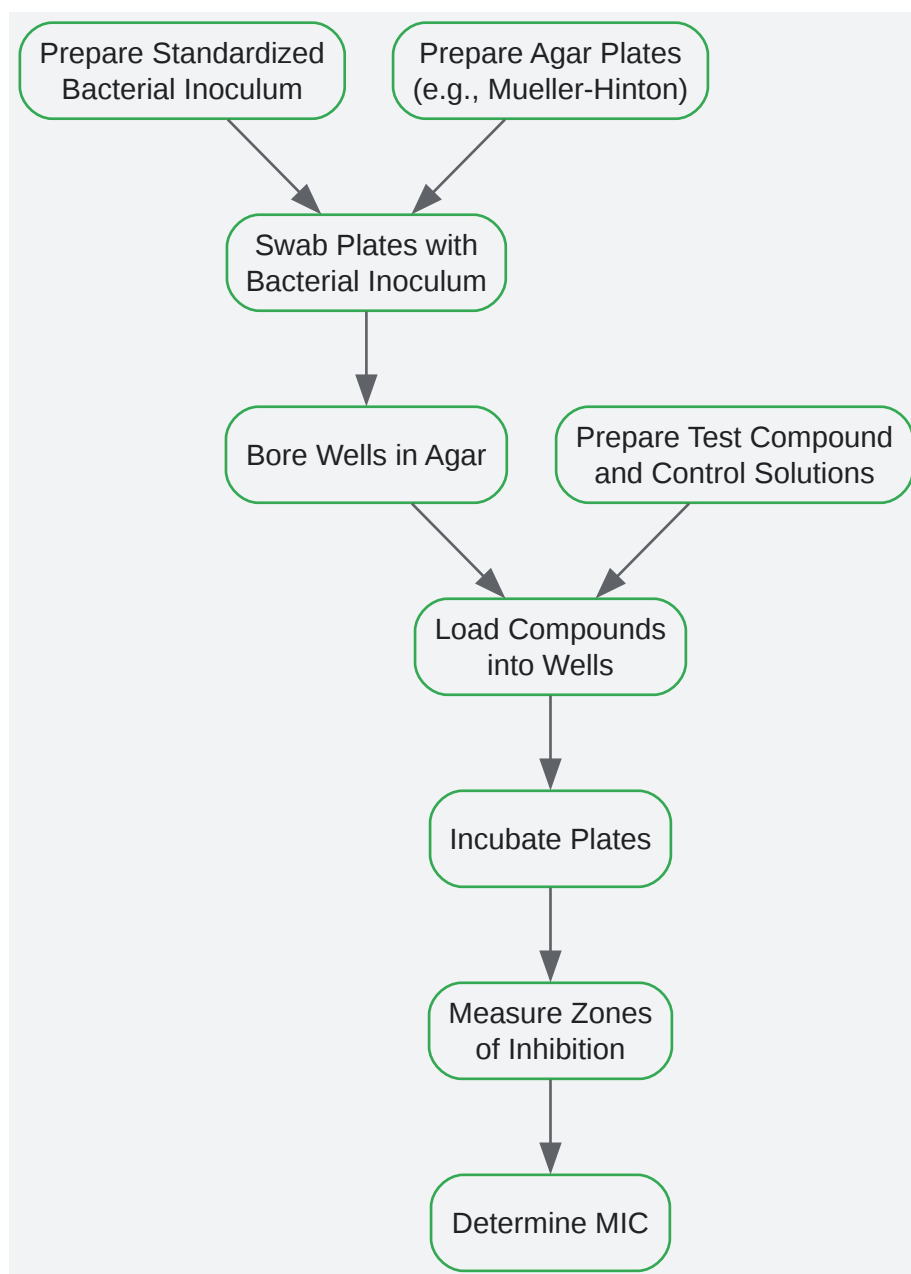 Prepare Standardized
Bacterial Inoculum
Prepare Agar Plates
(e.g., Mueller-Hinton)
Swab Plates with
Bacterial Inoculum
Bore Wells in Agar
Prepare Test Compound
and Control Solutions
Load Compounds
into Wells
Incubate Plates
Measure Zones
of Inhibition
Determine MIC